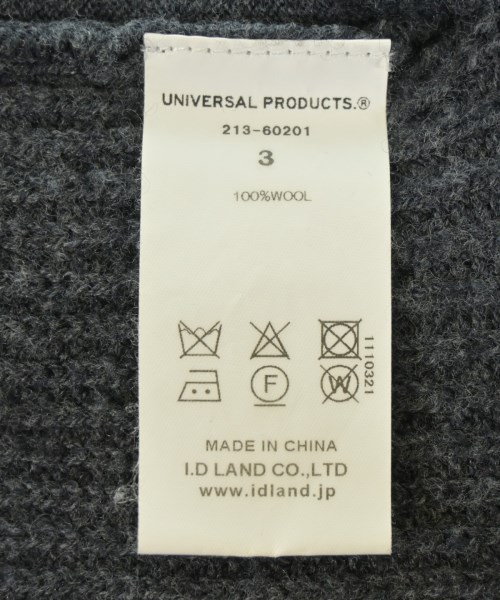 UNIVERSAL PRODUCTS.®
213-60201
3
100%WOOL
1110321
F
W
MADE IN CHINA
I.D LAND CO.,LTD
www.idland.jp